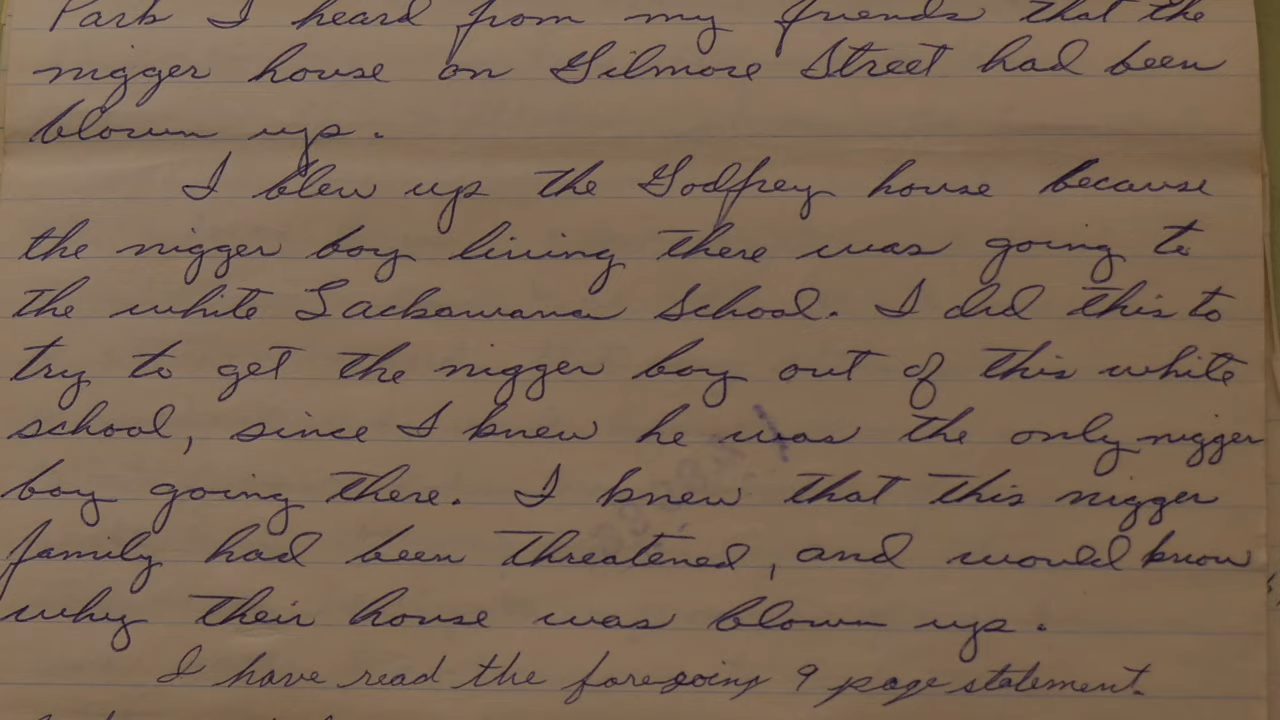 Park I heard from my friends that the
nigger house on Gilmore Street had been
blown up.
I blew up the Godfrey house because
the nigger boy living there was going to
the white Lackawana School. I did this to
try to get the nigger boy out of this white
school, since I knew he was the only nigger
boy going there. I knew that this nigger
family had been threatened, and would know
why their house was blown up.
I have read the foregoing 9 page statement.